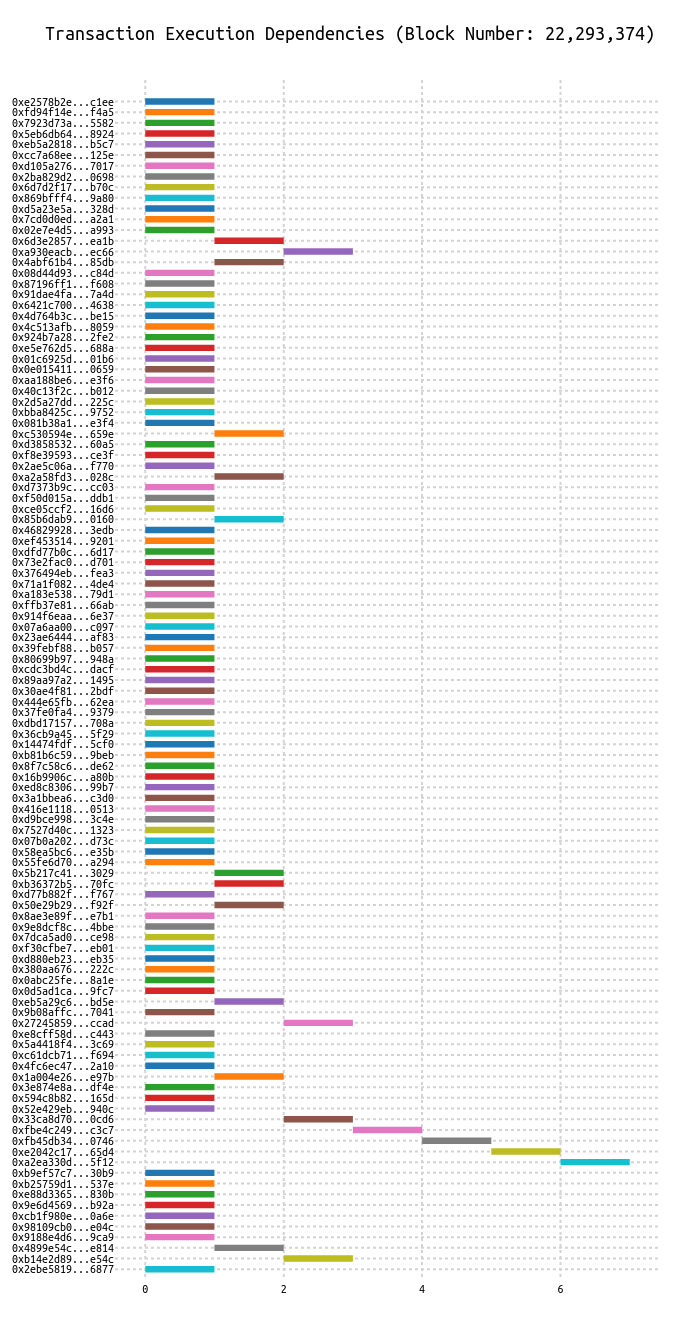 Transaction Execution Dependencies (Block Number: 22,293,374)
0xe2578b2e...c1ee
0xfd94f14e...f4a5
0x7923d73a...5582
0x5eb6db64...8924
0xeb5a2818...b5c7
0xcc7a68ee...125e
0xd105a276...7017
0x2ba829d2...0698
0x6d7d2f17...b70c
0x869bfff4...9a80
0xd5a23e5a...328d
0x7cd0d0ed...a2a1
0x02e7e4d5...a993
0x6d3e2857...ea1b
0xa930eacb...ec66
0x4abf61b4...85db
0x08d44d93...c84d
0x87196ff1...f608
0x91dae4fa...7a4d
0x6421c700...4638
0x4d764b3c...be15
0x4c513afb...8059
0x924b7a28...2fe2
0xe5e762d5...688a
0x01c6925d...01b6
0x0e015411...0659
0xaa188be6...e3f6
0x40c13f2c...b012
0x2d5a27dd...225c
0xbba8425c...9752
0x081b38a1...e3f4
0xc530594e...659e
0xd3858532...60a5
0xf8e39593...ce3f
0x2ae5c06a...f770
0xa2a58fd3...028c
0xd7373b9c...cc03
0xf50d015a...ddb1
0xce05ccf2...16d6
0x85b6dab9...0160
0x46829928...3edb
0xef453514...9201
0xdfd77b0c...6d17
0x73e2fac0...d701
0x376494eb...fea3
0x71a1f082...4de4
0xa183e538...79d1
0xffb37e81...66ab
0x914f6eaa...6e37
0x07a6aa00...c097
0x23ae6444...af83
0x39febf88...b057
0x80699b97...948a
0xcdc3bd4c...dacf
0x89aa97a2...1495
0x30ae4f81...2bdf
0x444e65fb...62ea
0x37fe0fa4...9379
0xdbd17157...708a
0x36cb9a45...5f29
0x14474fdf...5cf0
0xb81b6c59...9beb
0x8f7c58c6...de62
0x16b9906c...a80b
0xed8c8306...99b7
0x3a1bbea6...c3d0
0x416e1118...0513
0xd9bce998...3c4e
0x7527d40c...1323
0x07b0a202...d73c
0x58ea5bc6...e35b
0x55fe6d70...a294
0x5b217c41...3029
0xb36372b5...70fc
0xd77b882f...f767
0x50e29b29...f92f
0x8ae3e89f...e7b1
0x9e8dcf8c...4bbe
0x7dca5ad0...ce98
0xf30cfbe7...eb01
0xd880eb23...eb35
0x380aa676...222c
0x0abc25fe...8a1e
0x0d5ad1ca...9fc7
0xeb5a29c6...bd5e
0x9b08affc...7041
0x27245859...ccad
0xe8cff58d...c443
0x5a4418f4...3c69
0xc61dcb71...f694
0x4fc6ec47...2a10
0x1a004e26...e97b
0x3e874e8a...df4e
0x594c8b82...165d
0x52e429eb...940c
0x33ca8d70...0cd6
0xfbe4c249...c3c7
0xfb45db34...0746
0xe2042c17...65d4
0xa2ea330d...5f12
0xb9ef57c7...30b9
0xb25759d1...537e
0xe88d3365...830b
0x9e6d4569...b92a
0xcb1f980e...0a6e
0x98109cb0...e04c
0x9188e4d6...9ca9
0x4899e54c...e814
0xb14e2d89...e54c
0x2ebe5819...6877
0 2 4 6